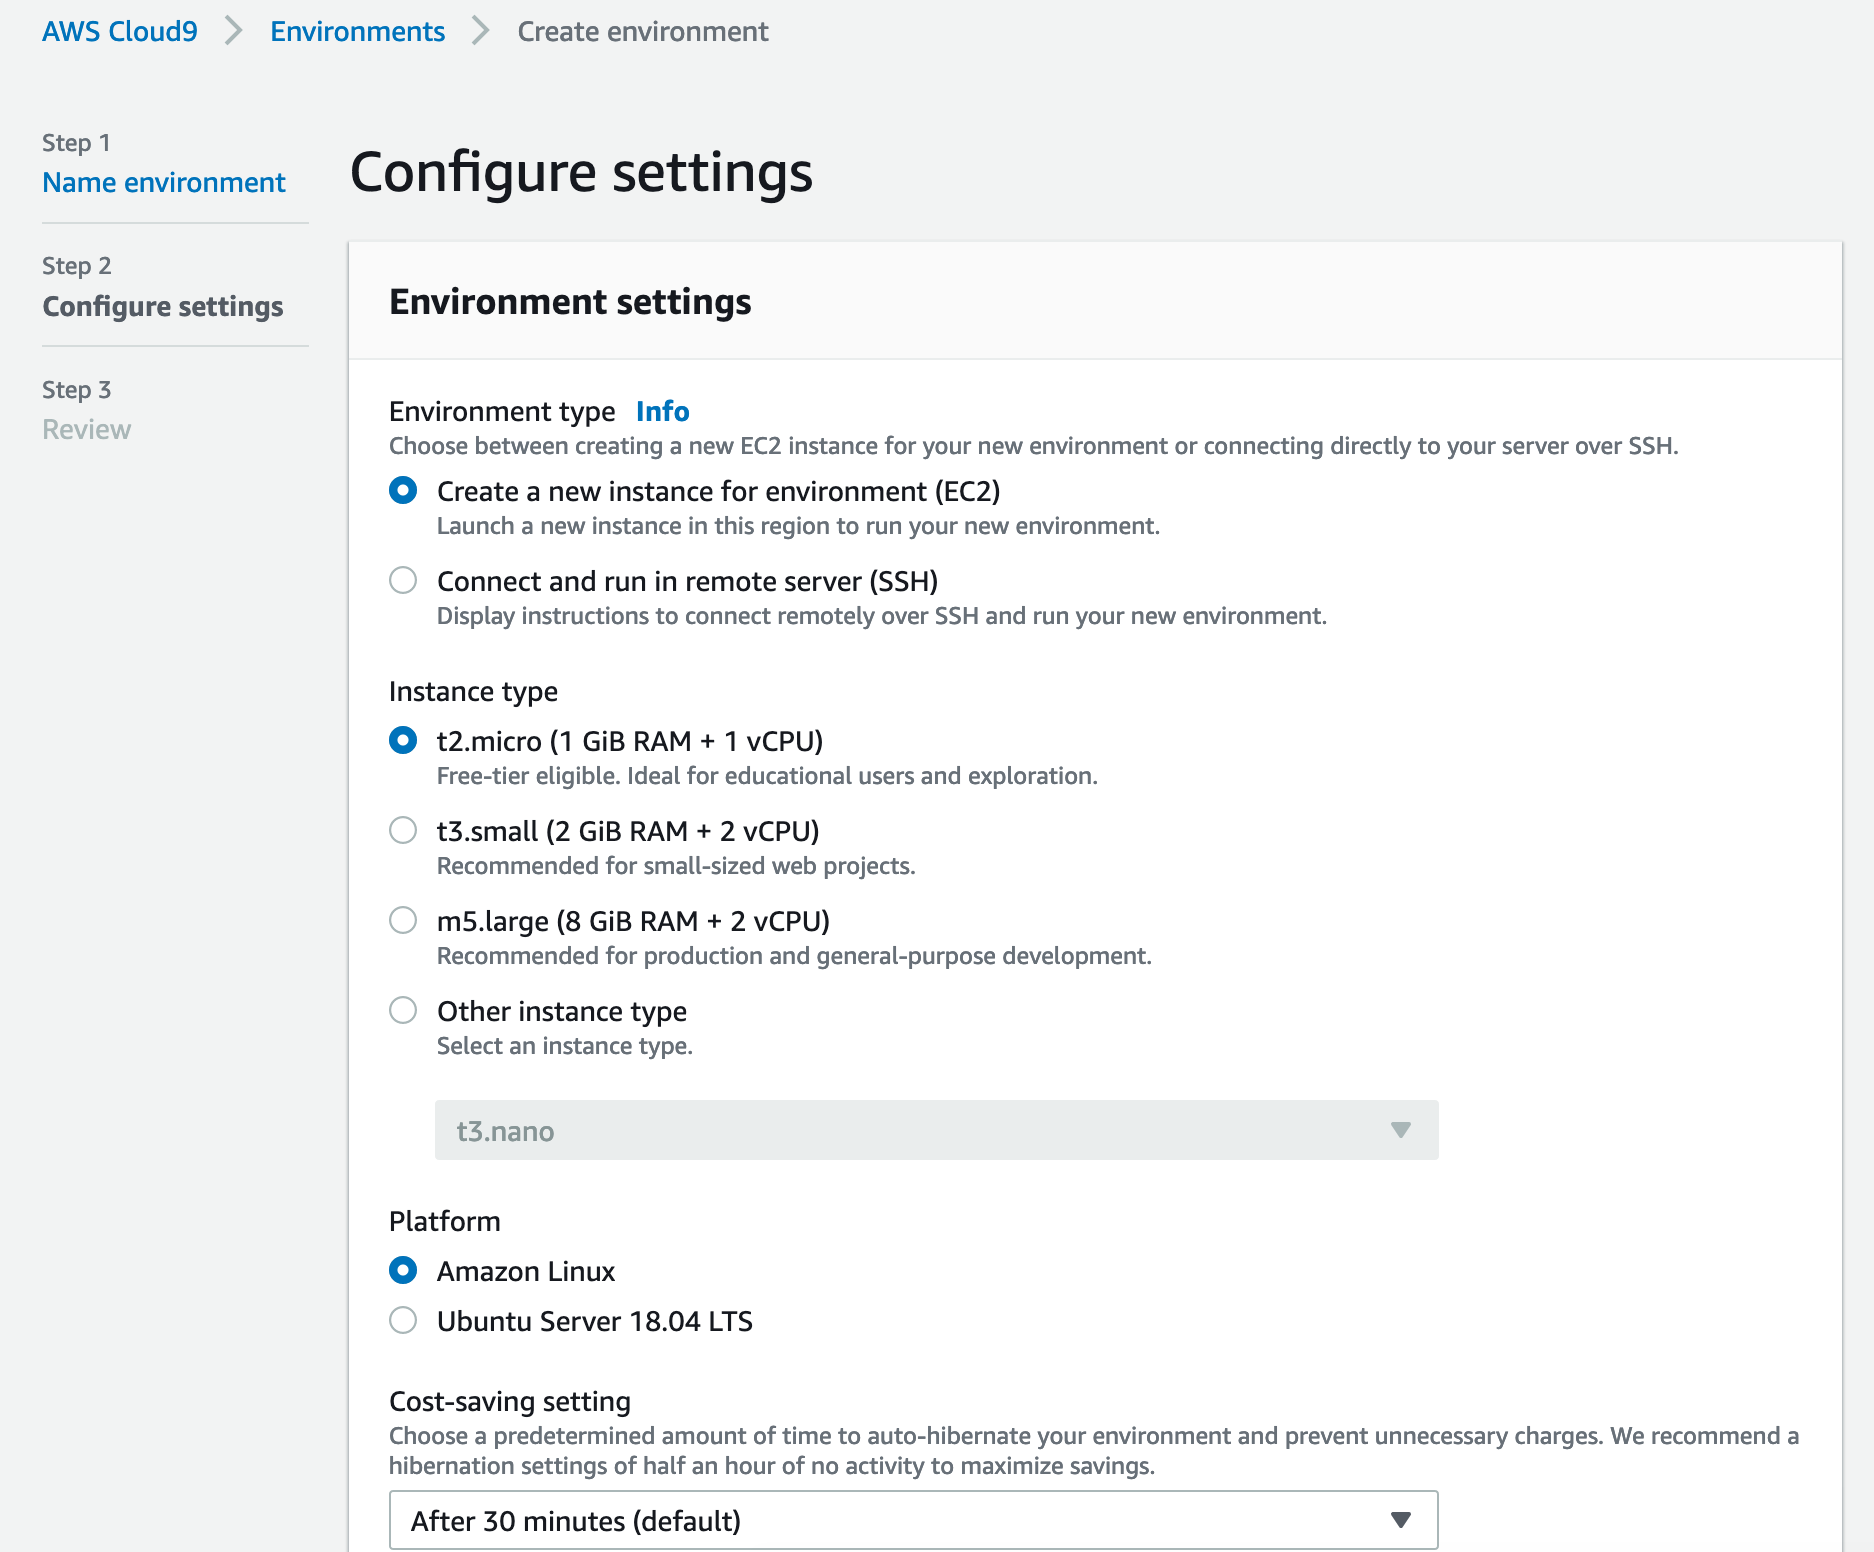 AWS Cloud9 > Environments > Create environment
Step 1
Name environment
Step 2
Configure settings
Step 3
Review
Configure settings
Environment settings
Environment type Info
Choose between creating a new EC2 instance for your new environment or connecting directly to your server over SSH.
Create a new instance for environment (EC2)
Launch a new instance in this region to run your new environment.
Connect and run in remote server (SSH)
Display instructions to connect remotely over SSH and run your new environment.
Instance type
t2.micro (1 GiB RAM + 1 vCPU)
Free-tier eligible. Ideal for educational users and exploration.
t3.small (2 GiB RAM + 2 vCPU)
Recommended for small-sized web projects.
m5.large (8 GiB RAM + 2 vCPU)
Recommended for production and general-purpose development.
Other instance type
Select an instance type.
t3.nano
Platform
Amazon Linux
Ubuntu Server 18.04 LTS
Cost-saving setting
Choose a predetermined amount of time to auto-hibernate your environment and prevent unnecessary charges. We recommend a
hibernation settings of half an hour of no activity to maximize savings.
After 30 minutes (default)